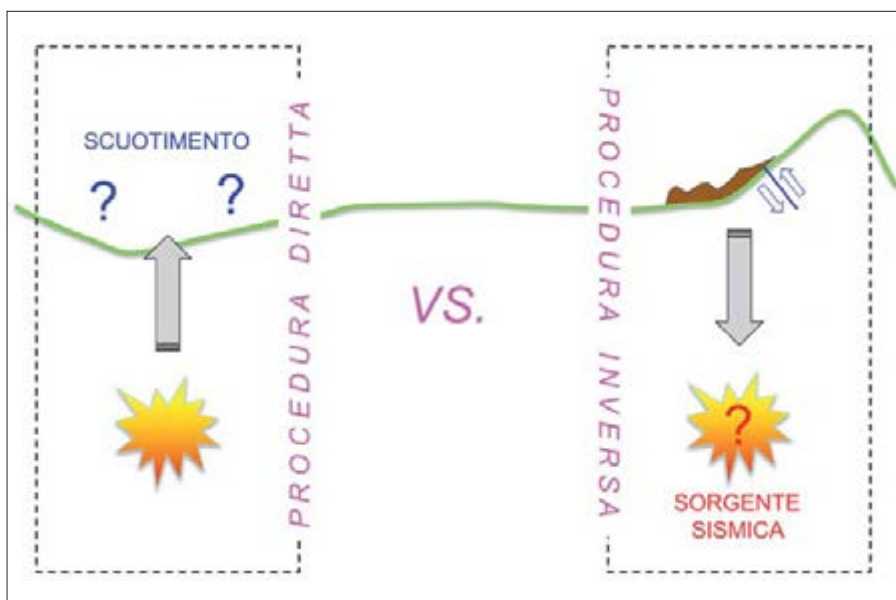 SCUOTIMENTO
? ?
PROCEDURA DIRETTA
VS.
PROCEDURA INVERSA
?
SORGENTE
SISMICA